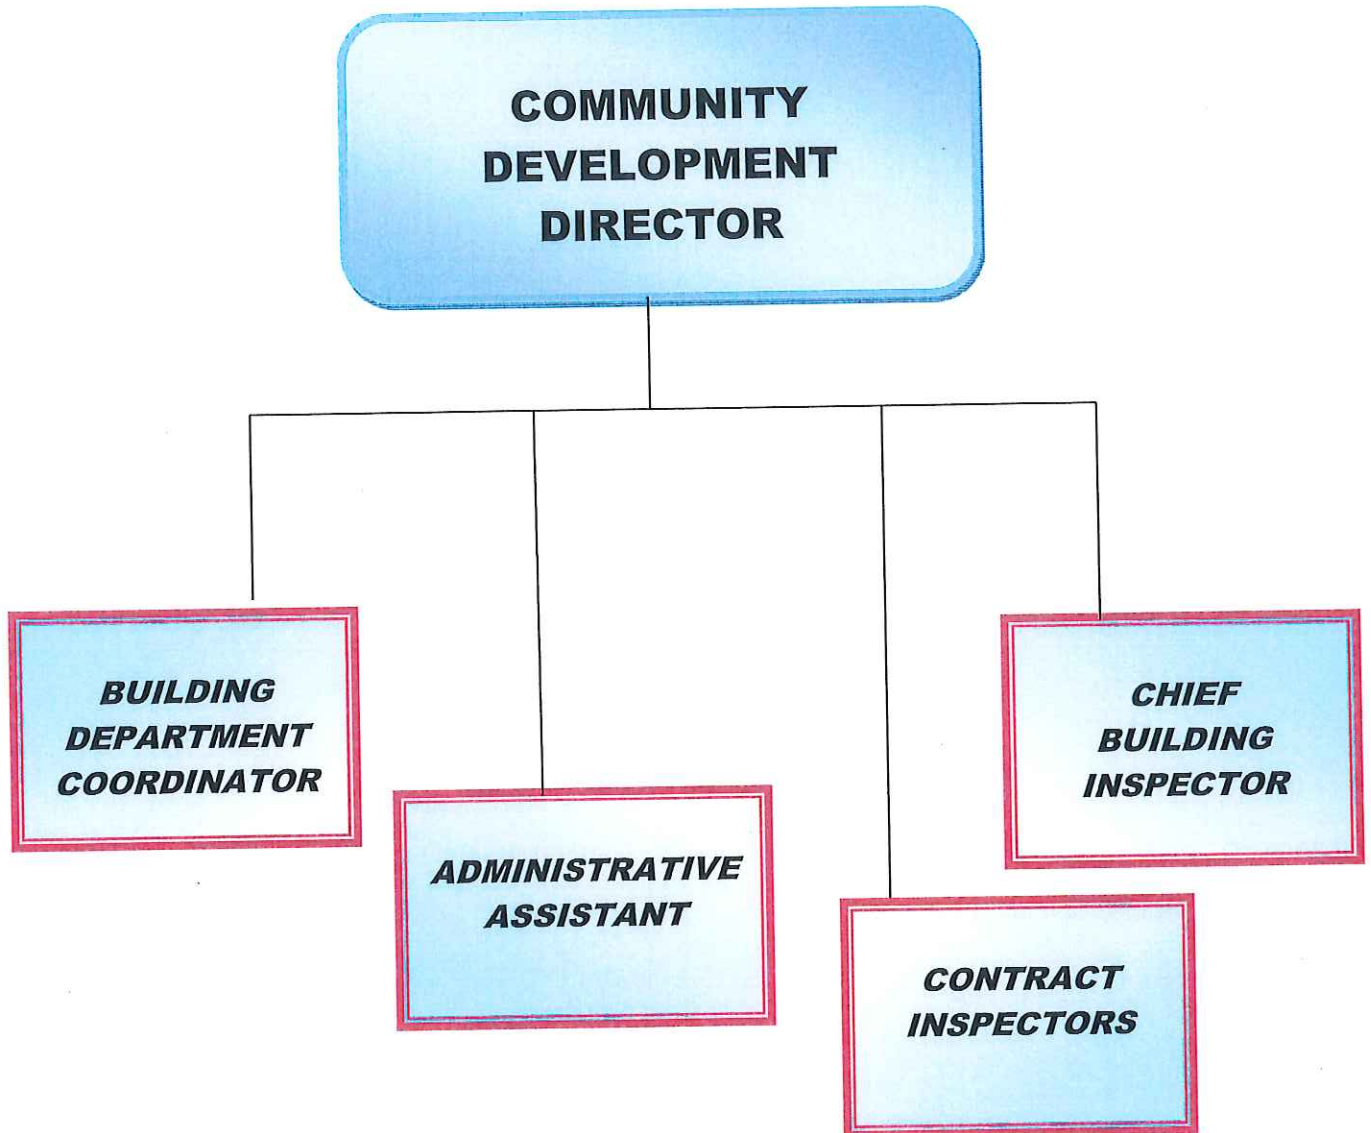 COMMUNITY
DEVELOPMENT
DIRECTOR
BUILDING
DEPARTMENT
COORDINATOR
ADMINISTRATIVE
ASSISTANT
CHIEF
BUILDING
INSPECTOR
CONTRACT
INSPECTORS